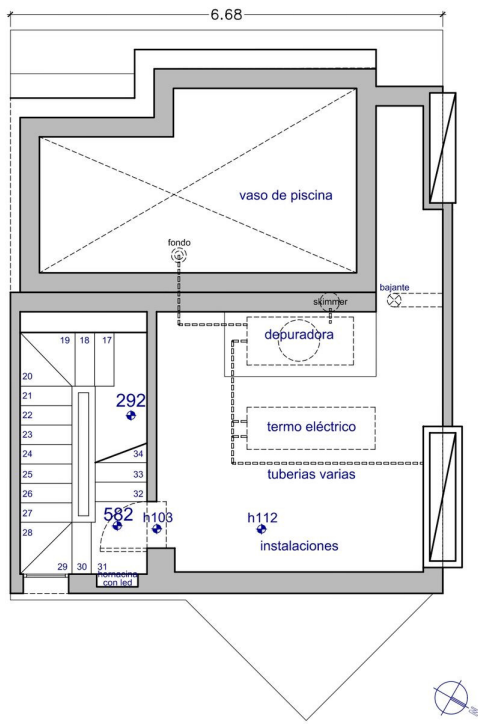 6.68
vaso de piscina
fondo
bajante
skimmer
depuradora
19 18 17
20
21
22
23
24
25
26
27
28
29 30 31
292
34
33
32
termo eléctrico
tuberias varias
582
h103
h112
instalaciones
hornacina
con led